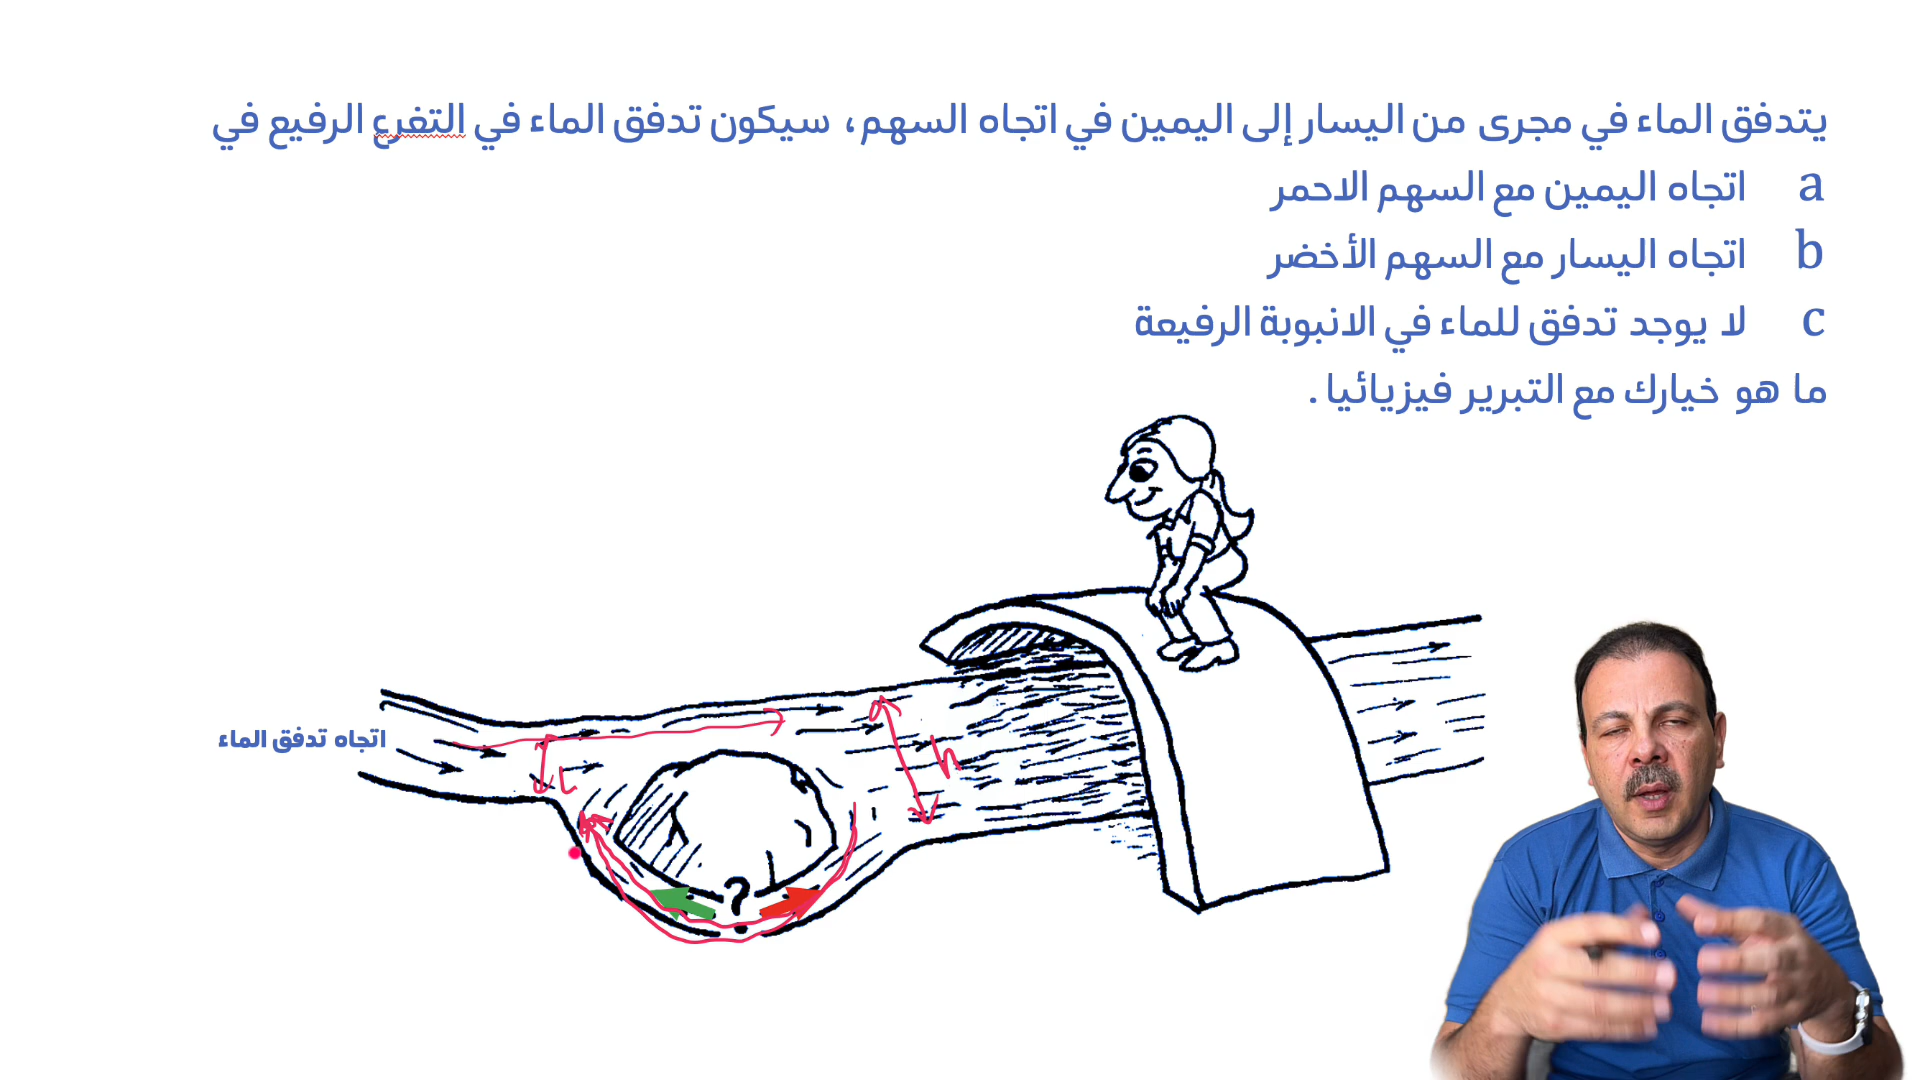 يتدفق الماء في مجرى من اليسار إلى اليمين في اتجاه السهم، سيكون تدفق الماء في التفرع الرفيع في
a اتجاه اليمين مع السهم الاحمر
b اتجاه اليسار مع السهم الأخضر
c لا يوجد تدفق للماء في الانبوبة الرفيعة
ما هو خيارك مع التبرير فيزيائيا .
اتجاه تدفق الماء
h
L
?